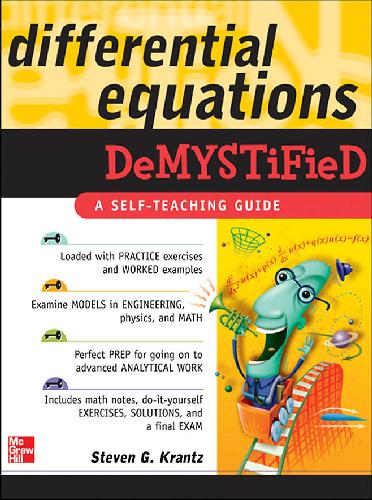 differential
equations
DeMYSTiFieD
A SELF-TEACHING GUIDE
Loaded with PRACTICE exercises
and WORKED examples
Examine MODELS in ENGINEERING,
physics, and MATH
Perfect PREP for going on to
advanced ANALYTICAL WORK
Includes math notes, do-it-yourself
EXERCISES, SOLUTIONS, and
a final EXAM
Mc
Graw
Hill
Steven G. Krantz